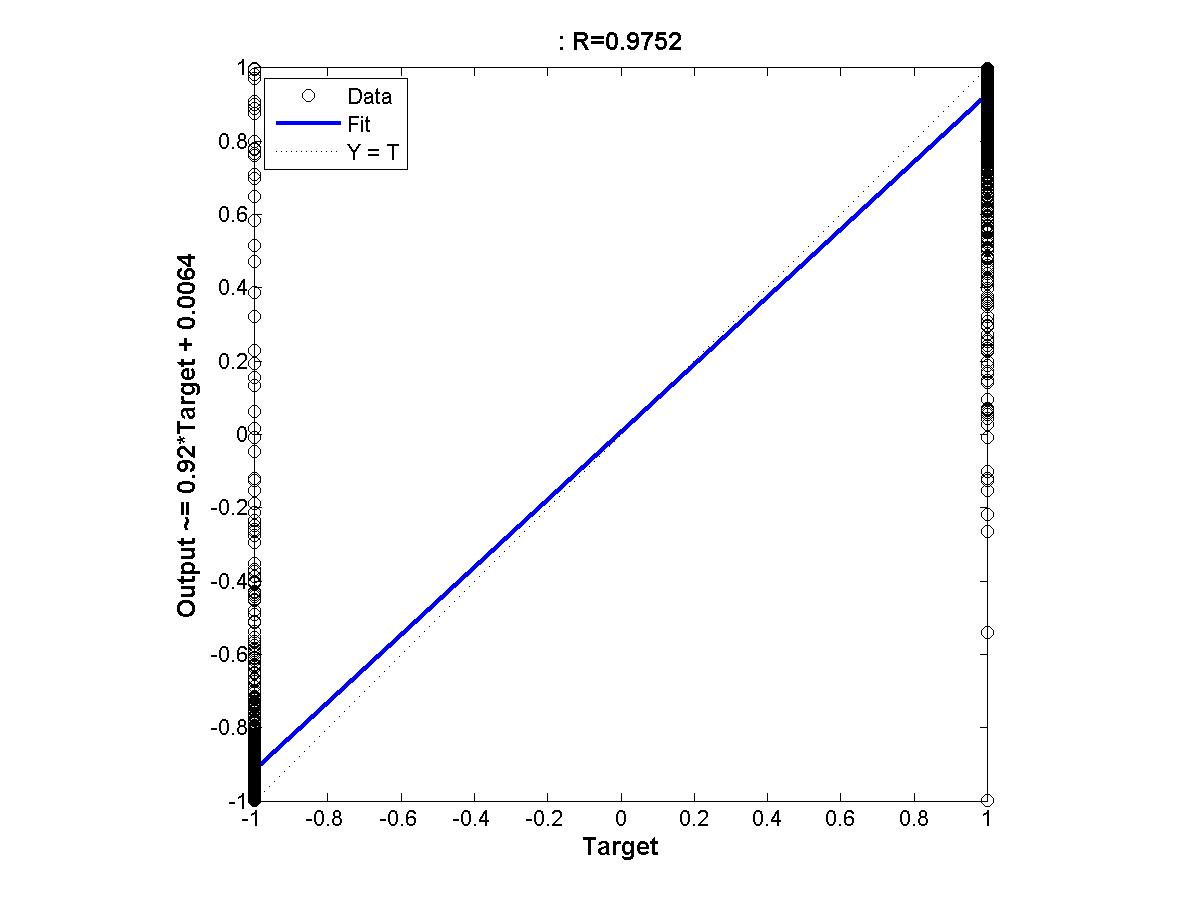 : R=0.9752
Data
Fit
Y = T
1
0.8
0.6
0.4
0.2
0
-0.2
-0.4
-0.6
-0.8
-1
Output ~= 0.92*Target + 0.0064
-1 -0.8 -0.6 -0.4 -0.2 0 0.2 0.4 0.6 0.8 1
Target